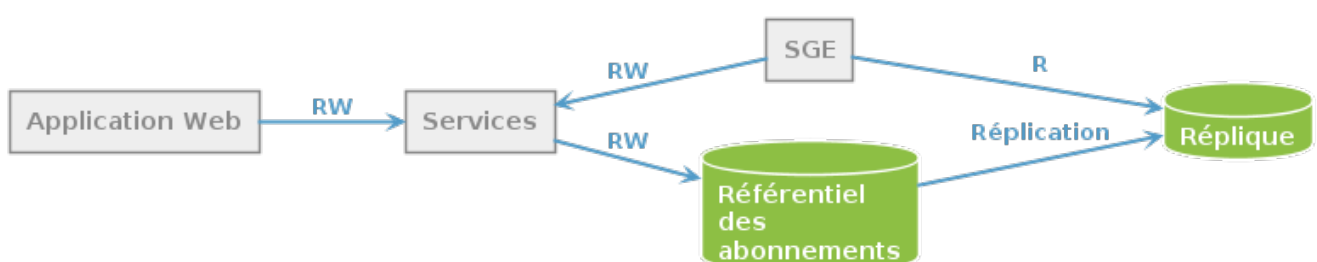 SGE
RW
R
RW
Application Web
Services
Réplication
Réplique
RW
Référentiel
des
abonnements